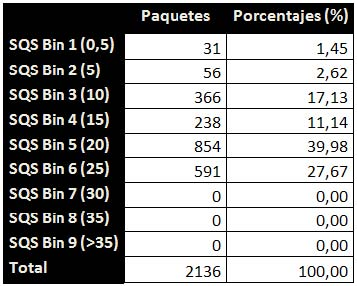 Paquetes Porcentajes (%)
SQS Bin 1 (0,5) 31 1,45
SQS Bin 2 (5) 56 2,62
SQS Bin 3 (10) 366 17,13
SQS Bin 4 (15) 238 11,14
SQS Bin 5 (20) 854 39,98
SQS Bin 6 (25) 591 27,67
SQS Bin 7 (30) 0 0,00
SQS Bin 8 (35) 0 0,00
SQS Bin 9 (>35) 0 0,00
Total 2136 100,00